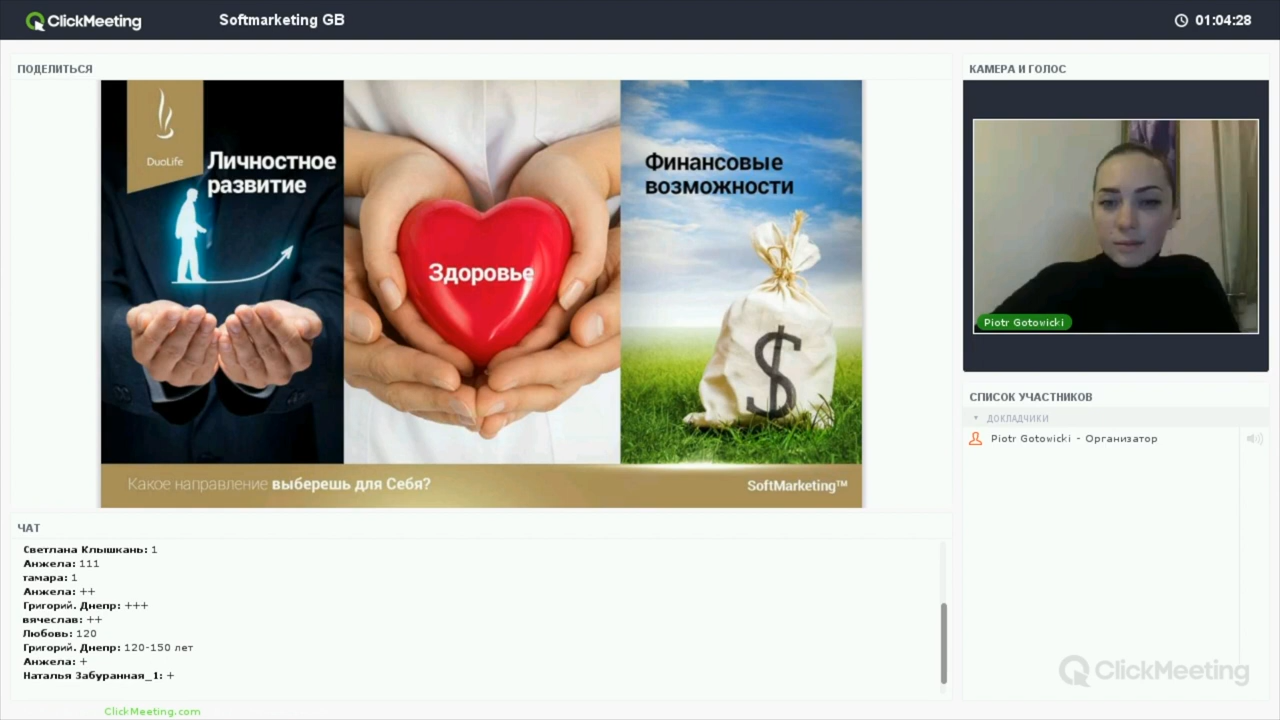 ClickMeeting
Softmarketing GB
01:04:28
ПОДЕЛИТЬСЯ
КАМЕРА И ГОЛОС
DuoLife
Личностное
развитие
Здоровье
Финансовые
возможности
$
Какое направление выберешь для Себя?
SoftMarketing™
Piotr Gotowicki
СПИСОК УЧАСТНИКОВ
ДОКЛАДЧИКИ
Piotr Gotowicki - Организатор
ЧАТ
Светлана Клышкань: 1
Анжела: 111
тамара: 1
Анжела: ++
Григорий. Днепр: +++
вячеслав: ++
Любовь: 120
Григорий. Днепр: 120-150 лет
Анжела: +
Наталья Забуранная_1: +
ClickMeeting
ClickMeeting.com